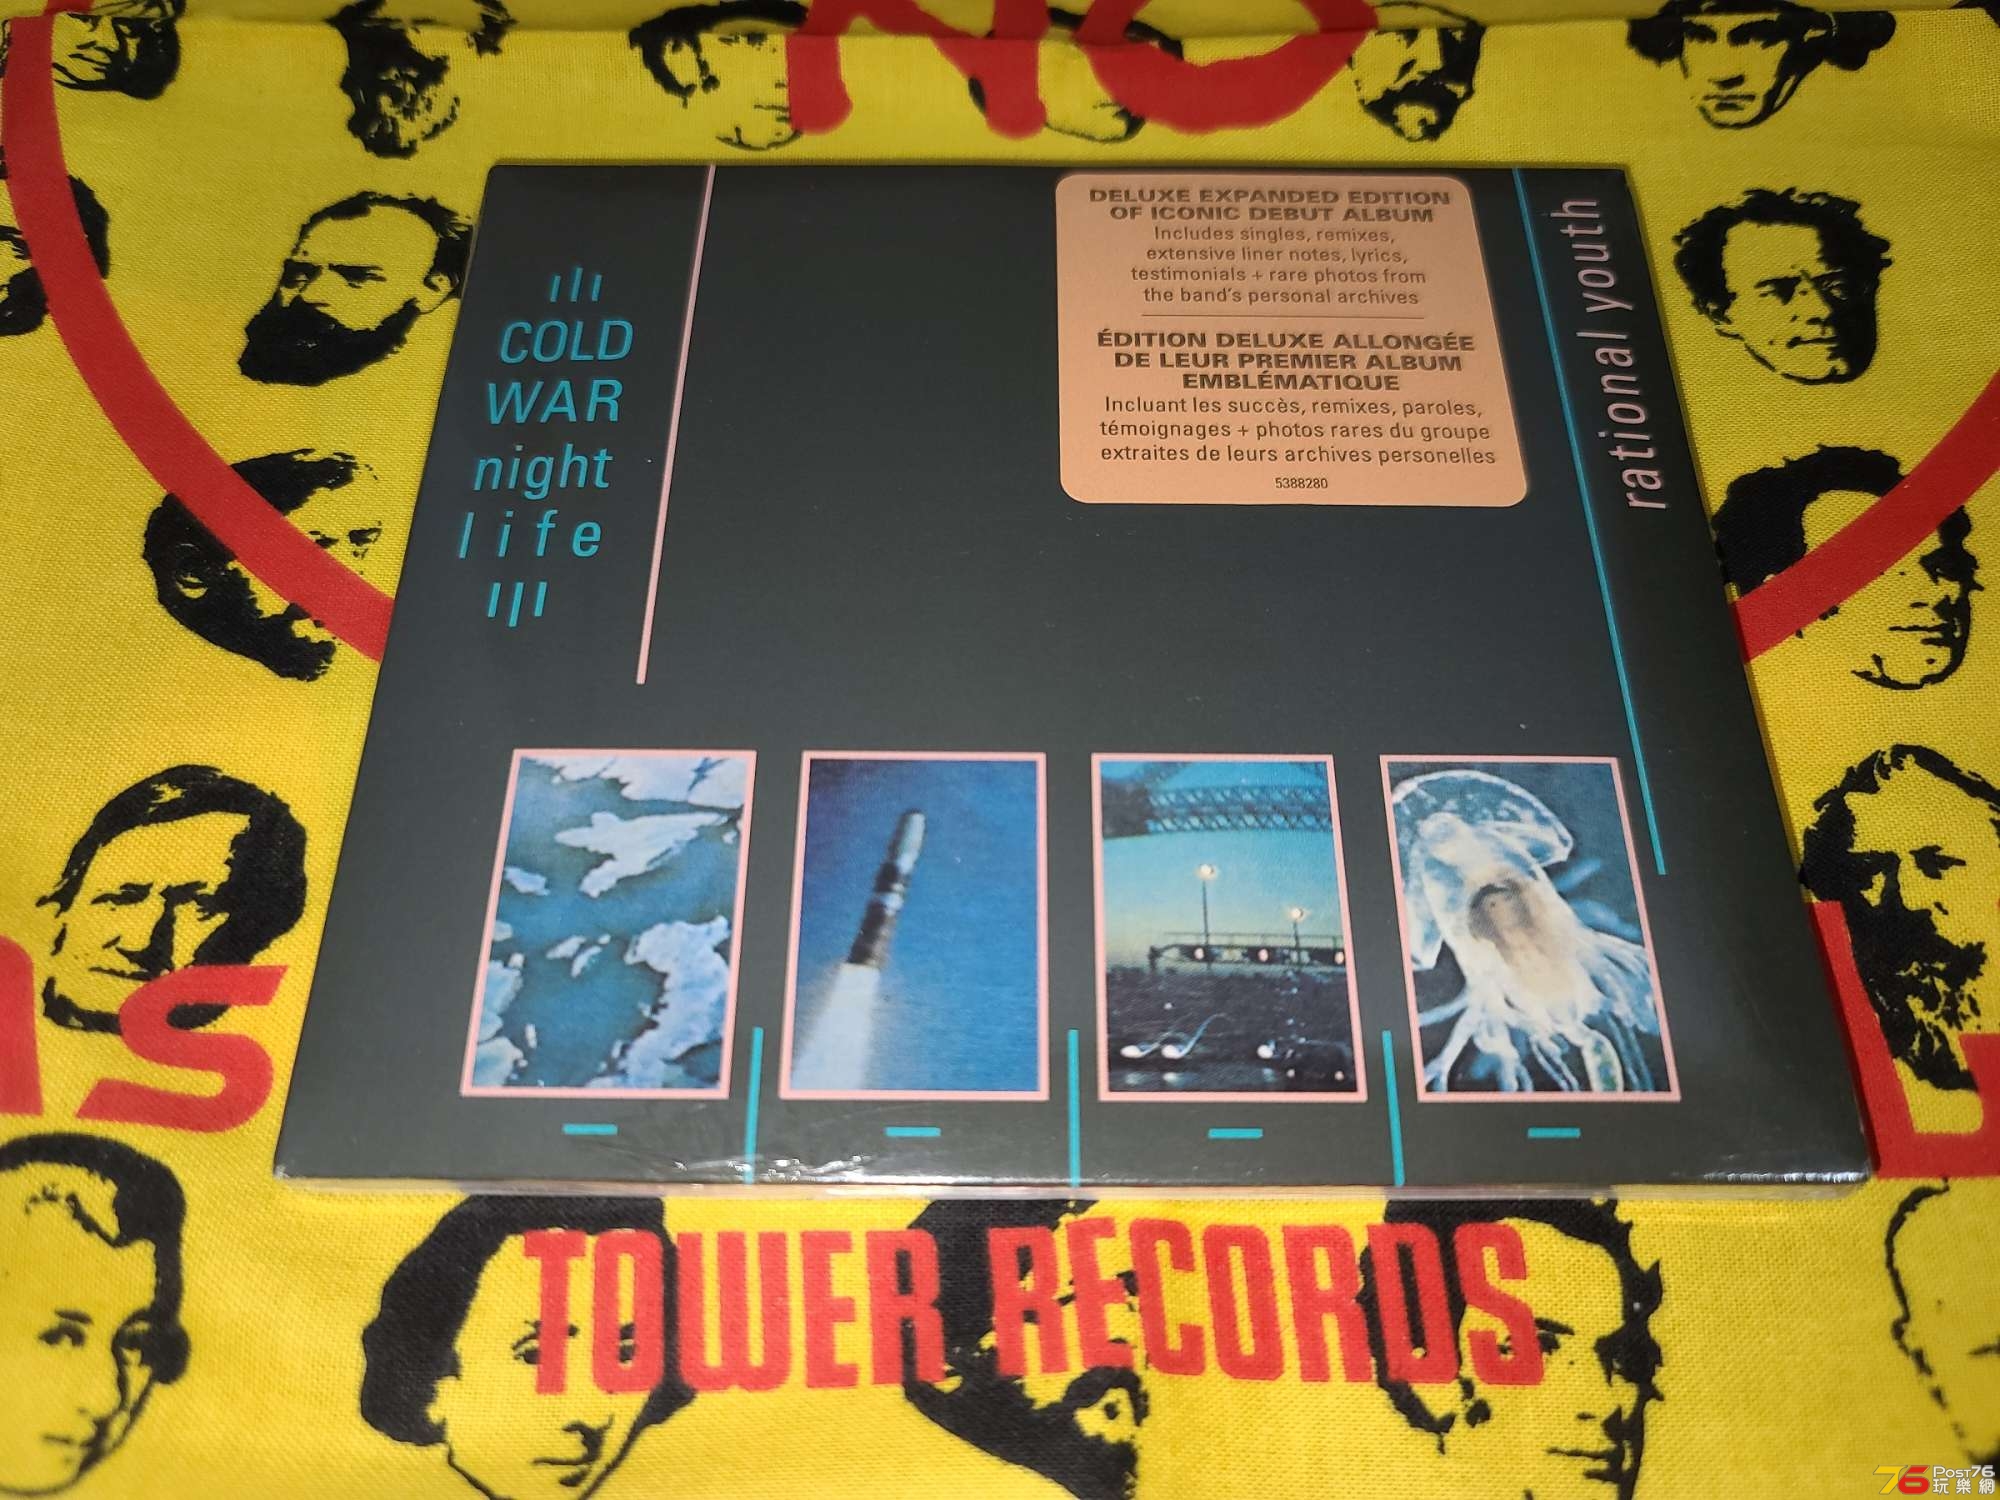 NO
DELUXE EXPANDED EDITION
OF ICONIC DEBUT ALBUM
Includes singles, remixes,
extensive liner notes, lyrics,
testimonials + rare photos from
the band's personal archives
ÉDITION DELUXE ALLONGÉE
DE LEUR PREMIER ALBUM
EMBLÉMATIQUE
Incluant les succès, remixes, paroles,
témoignages + photos rares du groupe
extraites de leurs archives personelles
5388280
COLD
WAR
night
life
rational youth
TOWER RECORDS
76 POST76
玩樂網